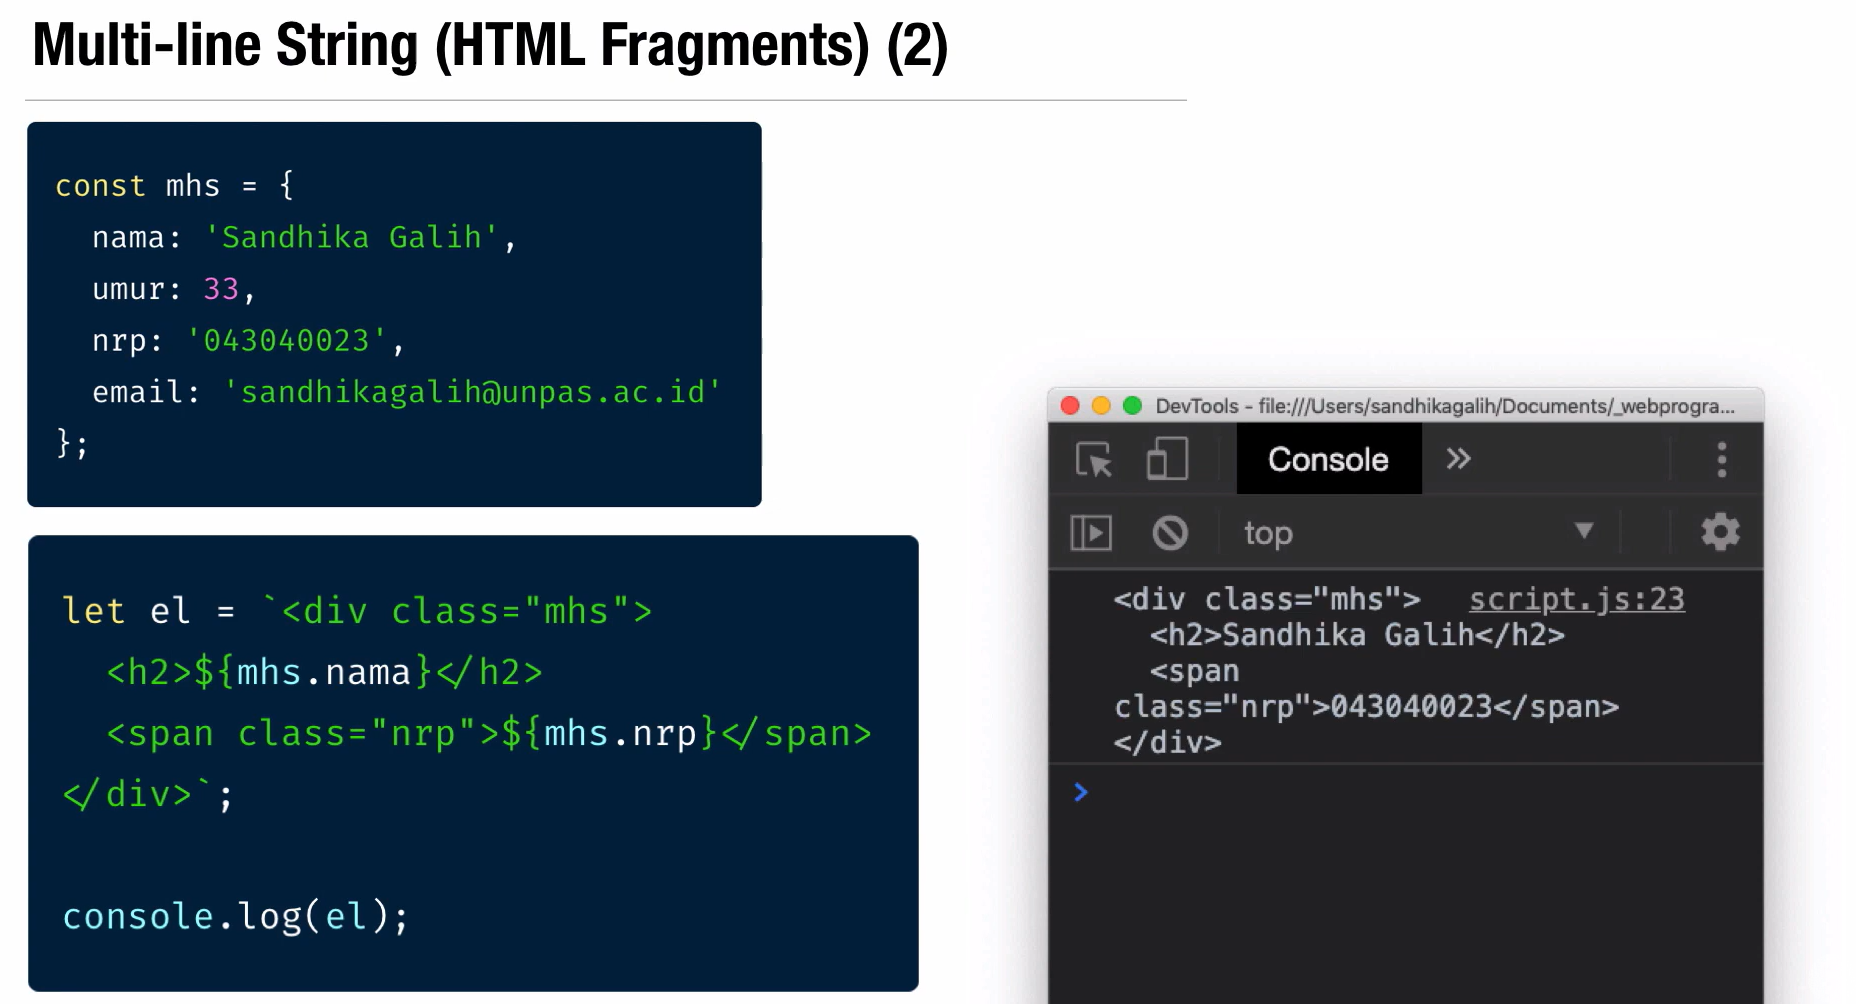 Multi-line String (HTML Fragments) (2)
const mhs = {
  nama: 'Sandhika Galih',
  umur: 33,
  nrp: '043040023',
  email: 'sandhikagalih@unpas.ac.id'
};
let el = `<div class="mhs">
  <h2>${mhs.nama}</h2>
  <span class="nrp">${mhs.nrp}</span>
</div>`;
console.log(el);
DevTools - file:///Users/sandhikagalih/Documents/_webprogra...
Console
top
<div class="mhs"> script.js:23
  <h2>Sandhika Galih</h2>
  <span
class="nrp">043040023</span>
</div>